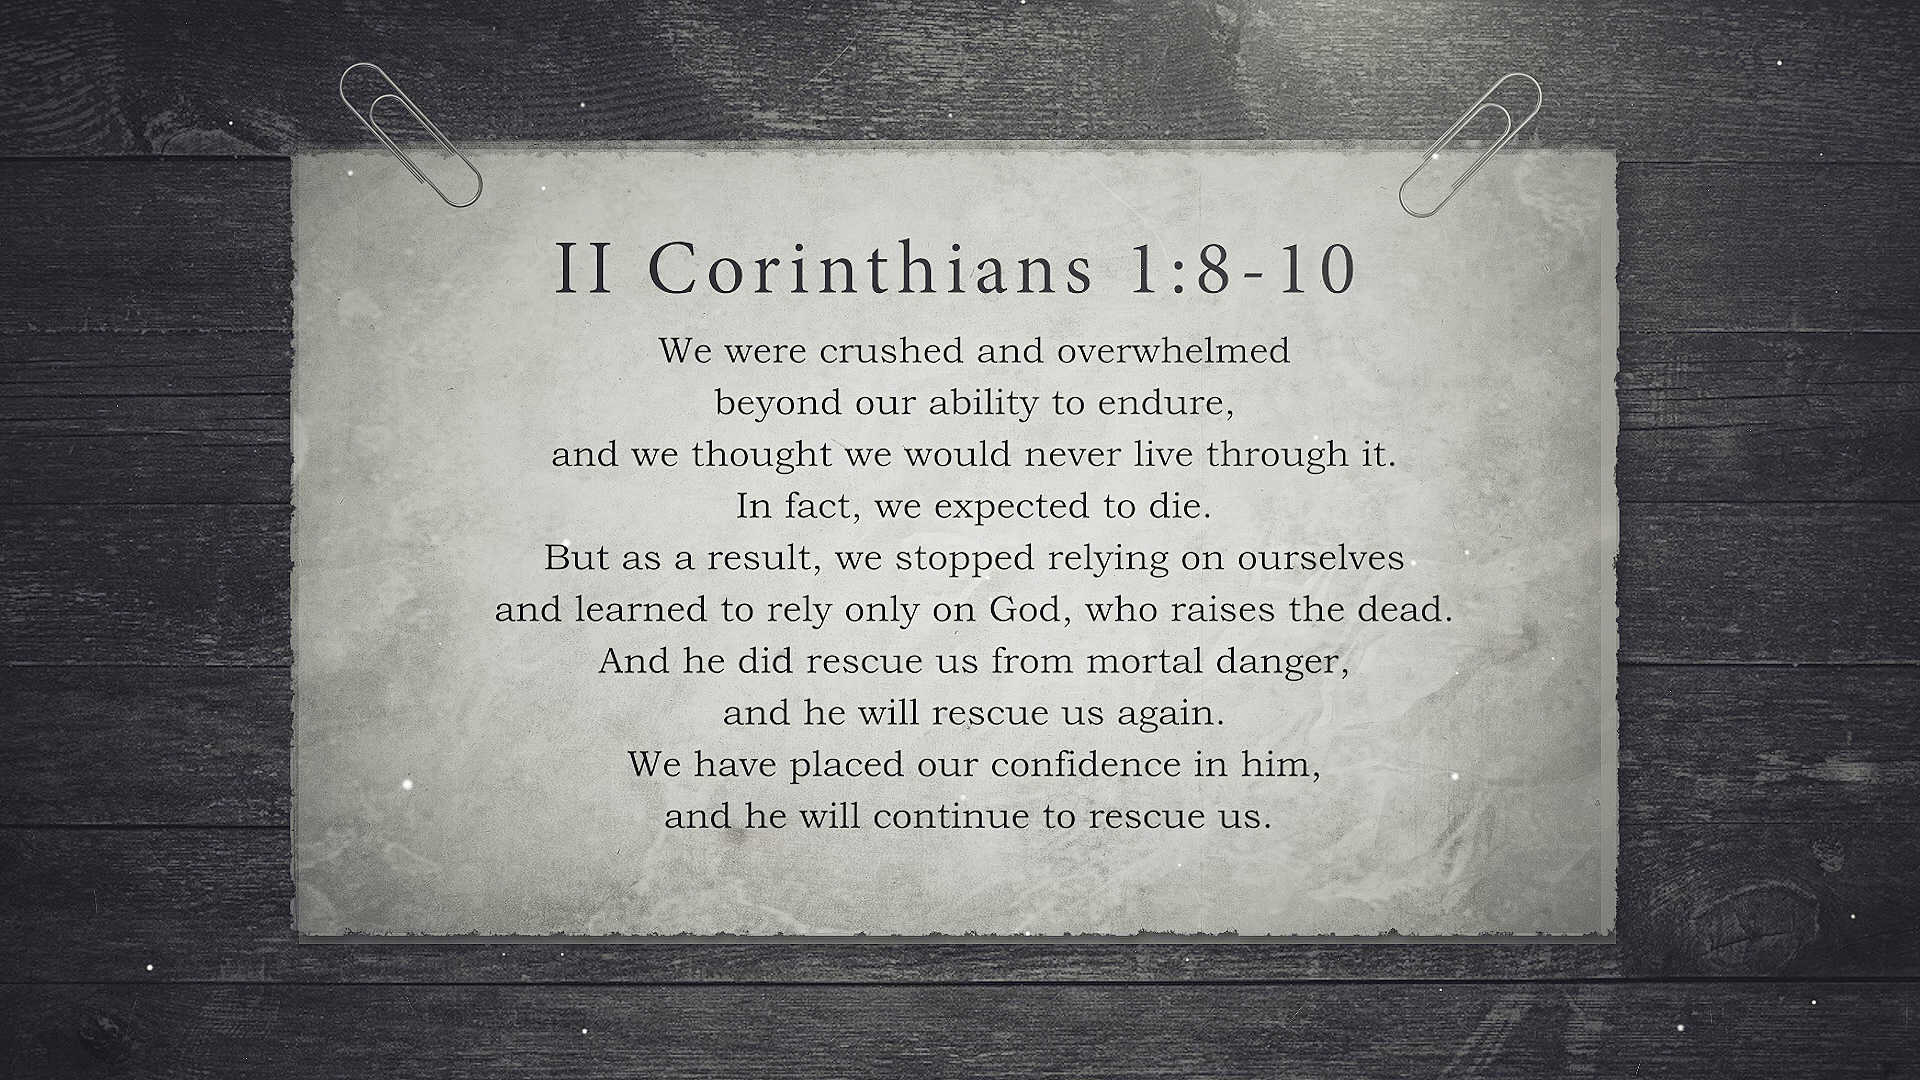 II Corinthians 1:8-10
We were crushed and overwhelmed
beyond our ability to endure,
and we thought we would never live through it.
In fact, we expected to die.
But as a result, we stopped relying on ourselves
and learned to rely only on God, who raises the dead.
And he did rescue us from mortal danger,
and he will rescue us again.
We have placed our confidence in him,
and he will continue to rescue us.